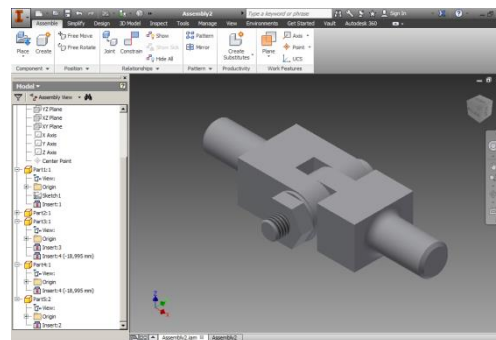 Assembly2
Type a keyword or phrase
Sign In
Assemble Simplify Design 3D Model Inspect Tools Manage View Environments Get Started Vault Autodesk 360
Free Move
Free Rotate
Place Create
Joint Constrain
Show
Show Sick
Hide All
Pattern
Mirror
Create Substitutes
Plane
Axis
Point
UCS
Component Position Relationships Pattern Productivity Work Features
Model
Assembly View
YZ Plane
XZ Plane
XY Plane
X Axis
Y Axis
Z Axis
Center Point
Part1:1
View:
Origin
Sketch1
Insert:1
Part2:1
Part3:1
View:
Origin
Insert:3
Insert:4 (-18,995 mm)
Part4:1
View:
Origin
Insert:4 (-18,995 mm)
Part5:2
View:
Origin
Insert:2
Assembly2.iam
Assembly2